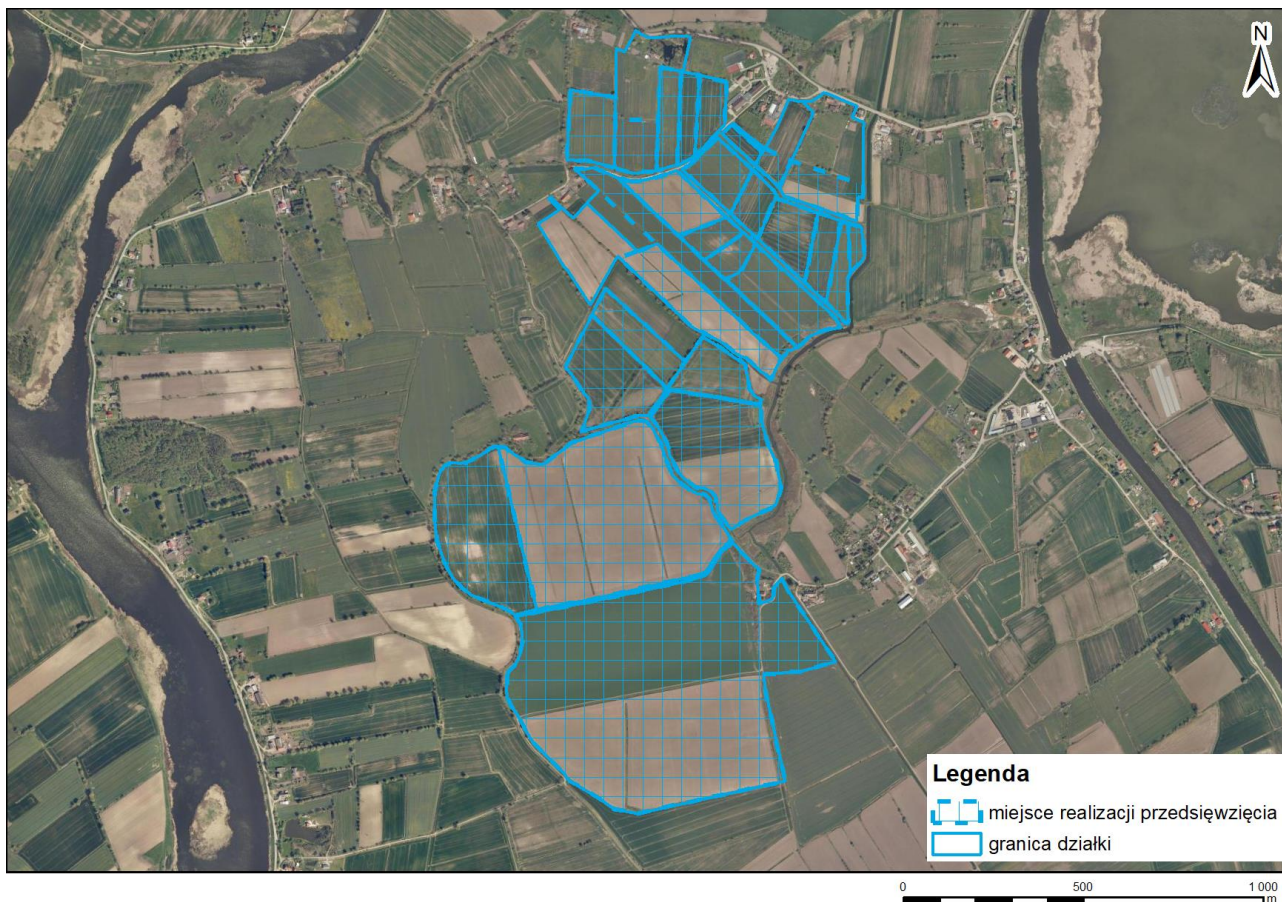 N
Legenda
miejsce realizacji przedsięwzięcia
granica działki
0 500 1 000
m